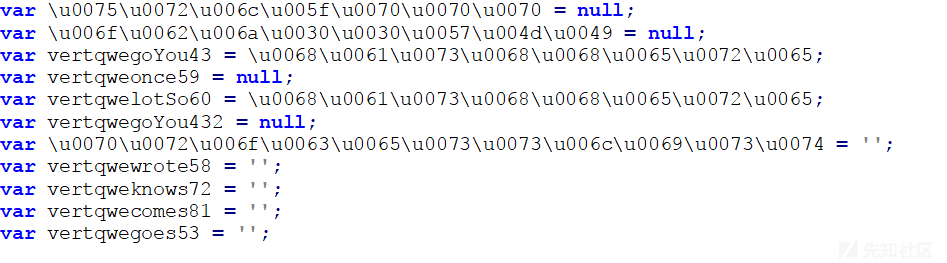 var \u0075\u0072\u006c\u005f\u0070\u0070\u0070 = null;
var \u006f\u0062\u006a\u0030\u0030\u0057\u004d\u0049 = null;
var vertqwegoYou43 = \u0068\u0061\u0073\u0068\u0068\u0065\u0072\u0065;
var vertqweonce59 = null;
var vertqwelotSo60 = \u0068\u0061\u0073\u0068\u0068\u0065\u0072\u0065;
var vertqwegoYou432 = null;
var \u0070\u0072\u006f\u0063\u0065\u0073\u0073\u006c\u0069\u0073\u0074 = '';
var vertqwewrote58 = '';
var vertqweknows72 = '';
var vertqwecomes81 = '';
var vertqwegoes53 = '';
先知社区